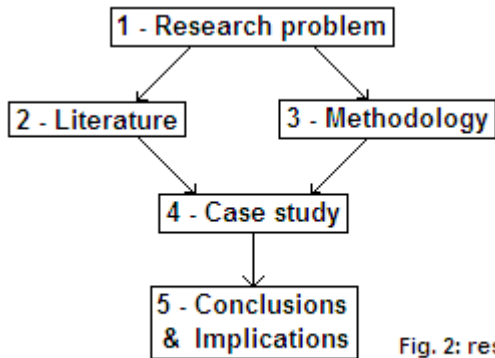 1 - Research problem
2 - Literature
3 - Methodology
4 - Case study
5 - Conclusions
& Implications
Fig. 2: res